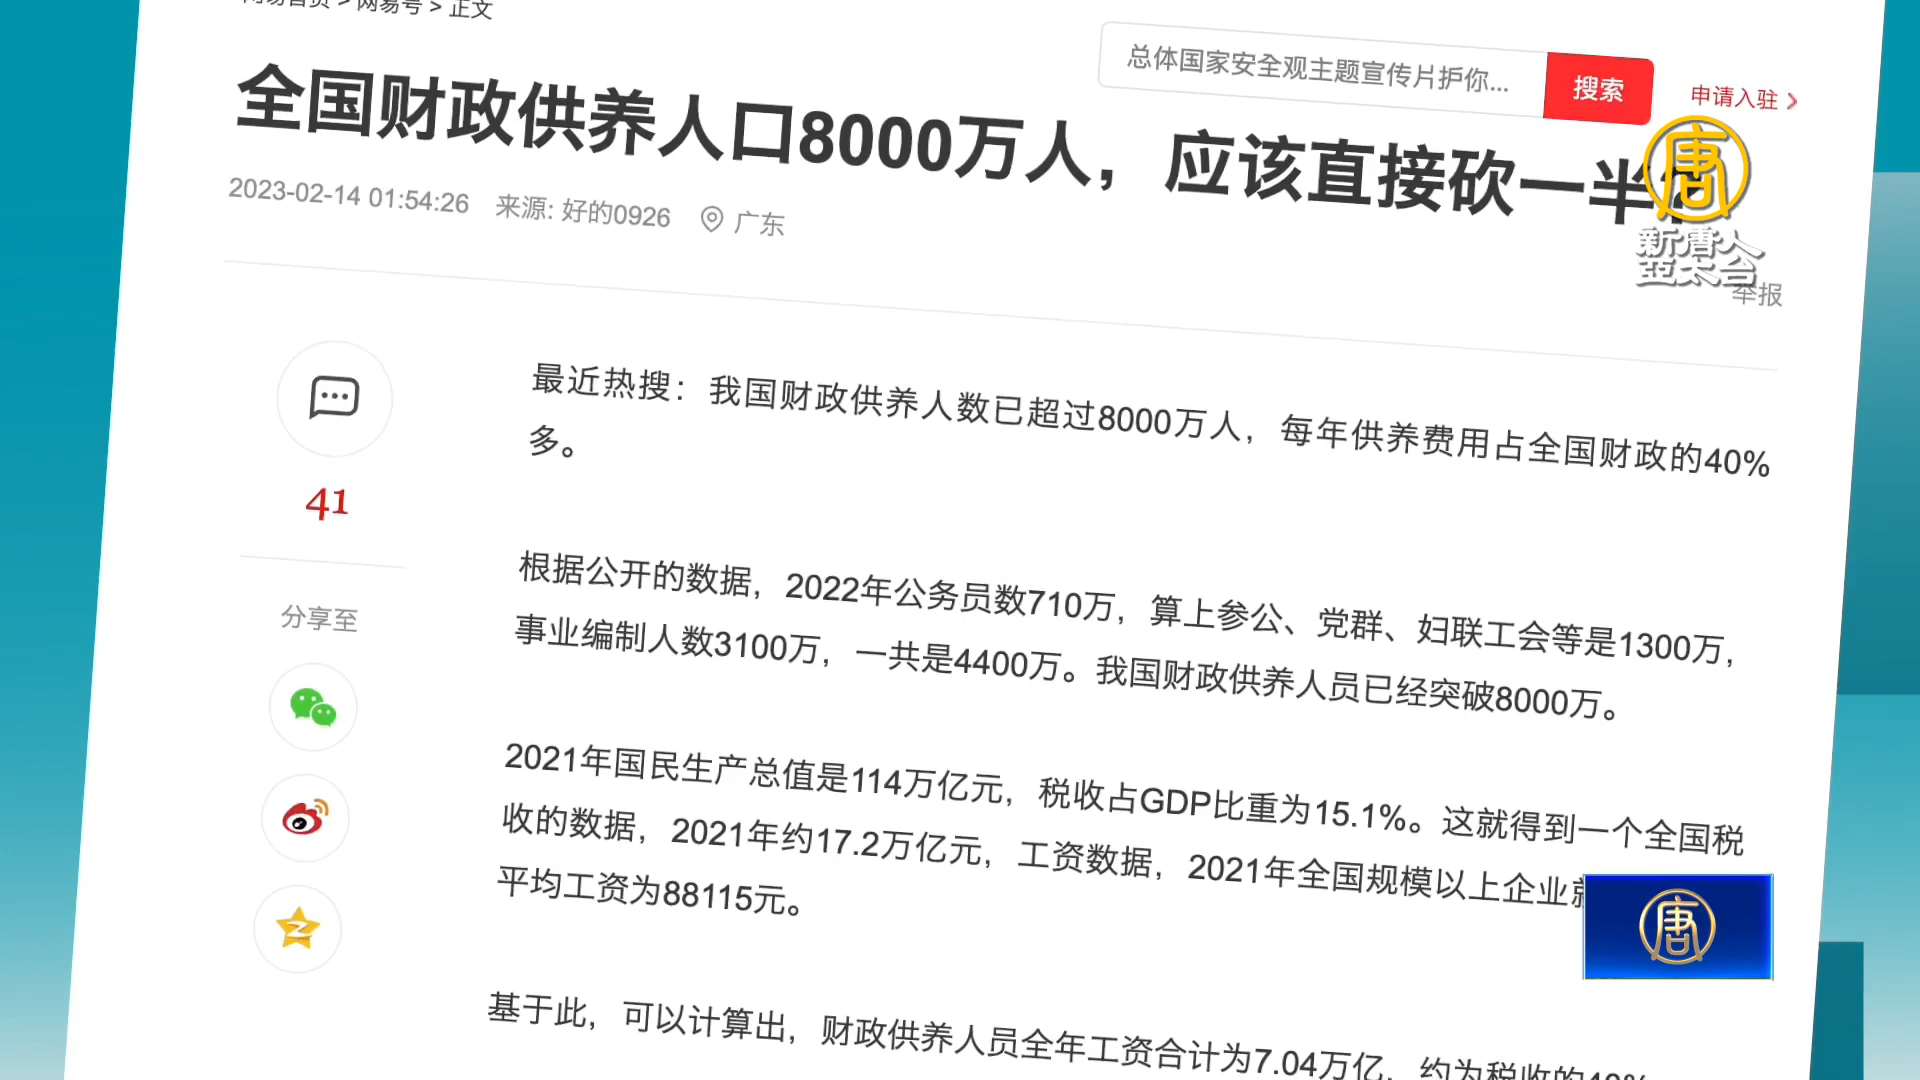 网易首页 > 网易号 > 正文
总体国家安全观主题宣传片护你...
搜索
申请入驻 >
全国财政供养人口8000万人，应该直接砍一半?
2023-02-14 01:54:26 来源: 好的0926 广东
唐
新唐人
亞太台
举报
41
分享至
最近热搜：我国财政供养人数已超过8000万人，每年供养费用占全国财政的40%
多。
根据公开的数据，2022年公务员数710万，算上参公、党群、妇联工会等是1300万，
事业编制人数3100万，一共是4400万。我国财政供养人员已经突破8000万。
2021年国民生产总值是114万亿元，税收占GDP比重为15.1%。这就得到一个全国税
收的数据，2021年约17.2万亿元，工资数据，2021年全国规模以上企业就
平均工资为88115元。
唐
基于此，可以计算出，财政供养人员全年工资合计为7.04万亿，约为税收的40%